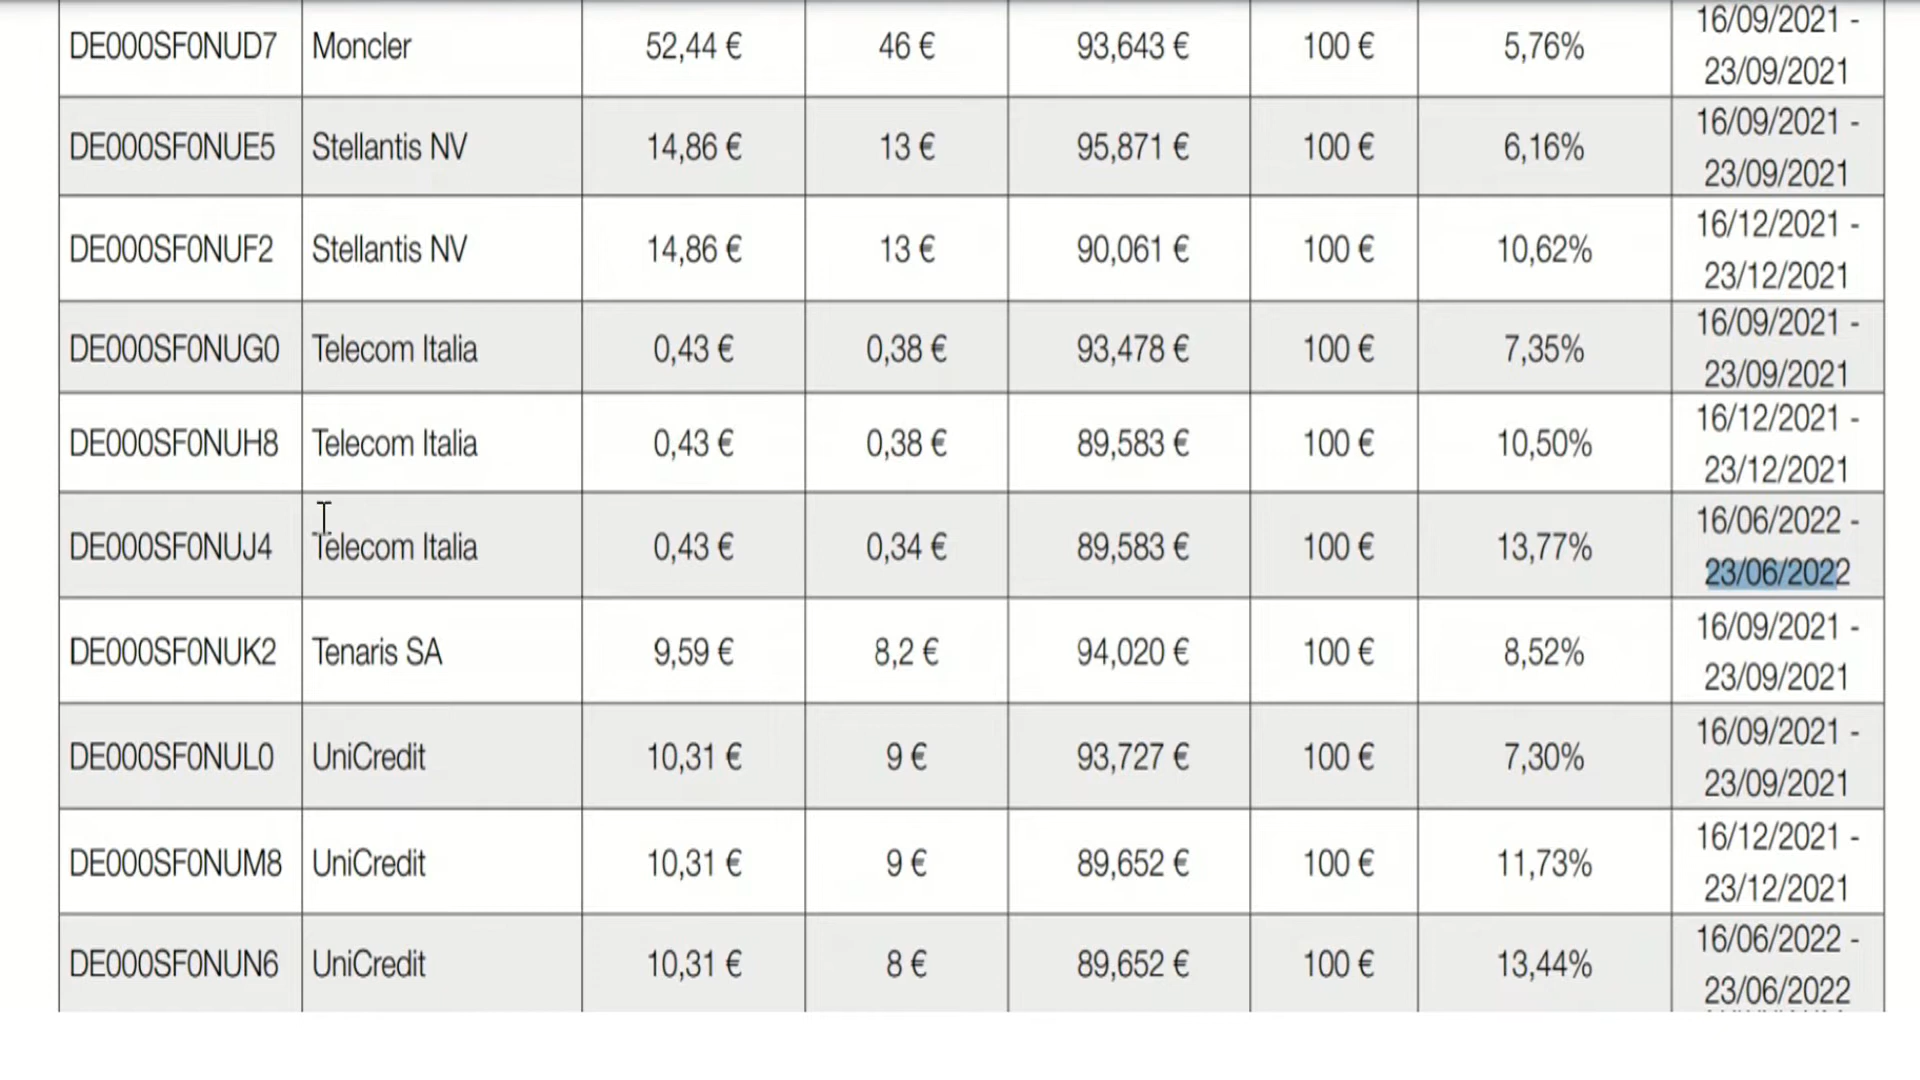 DE000SF0NUD7 Moncler 52,44 € 46 € 93,643 € 100 € 5,76% 16/09/2021 -
23/09/2021
DE000SF0NUE5 Stellantis NV 14,86 € 13 € 95,871 € 100 € 6,16% 16/09/2021 -
23/09/2021
DE000SF0NUF2 Stellantis NV 14,86 € 13 € 90,061 € 100 € 10,62% 16/12/2021 -
23/12/2021
DE000SF0NUG0 Telecom Italia 0,43 € 0,38 € 93,478 € 100 € 7,35% 16/09/2021 -
23/09/2021
DE000SF0NUH8 Telecom Italia 0,43 € 0,38 € 89,583 € 100 € 10,50% 16/12/2021 -
23/12/2021
DE000SF0NUJ4 Telecom Italia 0,43 € 0,34 € 89,583 € 100 € 13,77% 16/06/2022 -
23/06/2022
DE000SF0NUK2 Tenaris SA 9,59 € 8,2 € 94,020 € 100 € 8,52% 16/09/2021 -
23/09/2021
DE000SF0NUL0 UniCredit 10,31 € 9 € 93,727 € 100 € 7,30% 16/09/2021 -
23/09/2021
DE000SF0NUM8 UniCredit 10,31 € 9 € 89,652 € 100 € 11,73% 16/12/2021 -
23/12/2021
DE000SF0NUN6 UniCredit 10,31 € 8 € 89,652 € 100 € 13,44% 16/06/2022 -
23/06/2022